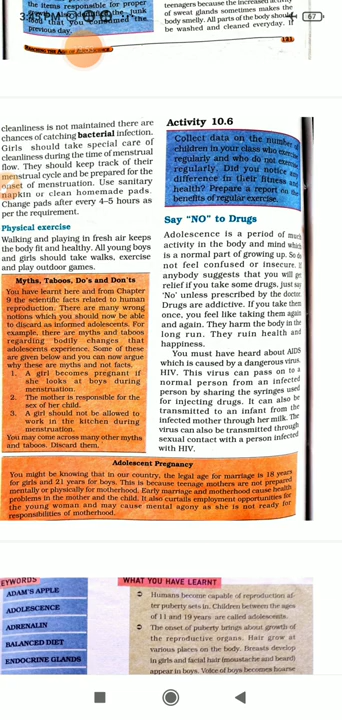 the items responsible for proper
you that you consumed the
previous day.
teenagers because the increased
of sweat glands sometimes makes the
body smelly. All parts of the body should
be washed and cleaned everyday. If
67
cleanliness is not maintained there are
chances of catching bacterial infection.
Girls should take special care of
cleanliness during the time of menstrual
flow. They should keep track of their
menstrual cycle and be prepared for the
onset of menstruation. Use sanitary
napkin or clean homemade pads.
Change pads after every 4–5 hours as
per the requirement.
Physical exercise
Walking and playing in fresh air keeps
the body fit and healthy. All young boys
and girls should take walks, exercise
and play outdoor games.
Myths, Taboos, Do's and Don'ts
You have learnt here and from Chapter
9 the scientific facts related to human
reproduction. There are many wrong
notions which you should now be able
to discard as informed adolescents. For
example, there are myths and taboos
regarding bodily changes that
adolescents experience. Some of these
are given below and you can now argue
why these are myths and not facts.
1. A girl becomes pregnant if
she looks at boys during
menstruation.
2. The mother is responsible for the
sex of her child.
3. A girl should not be allowed to
work in the kitchen during
menstruation.
You may come across many other myths
and taboos. Discard them.
Activity 10.6
Collect data on the number of
children in your class who exercise
regularly and who do not exercise
regularly. Did you notice any
difference in their fitness and
health? Prepare a report on the
benefits of regular exercise.
Say “NO” to Drugs
Adolescence is a period of much
activity in the body and mind which
is a normal part of growing up. So do
not feel confused or insecure. If
anybody suggests that you will get
relief if you take some drugs, just say
‘No’ unless prescribed by the doctor.
Drugs are addictive. If you take them
once, you feel like taking them again
and again. They harm the body in the
long run. They ruin health and
happiness.
You must have heard about AIDS
which is caused by a dangerous virus,
HIV. This virus can pass on to a
normal person from an infected
person by sharing the syringes used
for injecting drugs. It can also be
transmitted to an infant from the
infected mother through her milk. The
virus can also be transmitted through
sexual contact with a person infected
with HIV.
Adolescent Pregnancy
You might be knowing that in our country, the legal age for marriage is 18 years
for girls and 21 years for boys. This is because teenage mothers are not prepared
mentally or physically for motherhood. Early marriage and motherhood cause health
problems in the mother and the child. It also curtails employment opportunities for
the young woman and may cause mental agony as she is not ready for
responsibilities of motherhood.
EYWORDS
ADAM'S APPLE
ADOLESCENCE
ADRENALIN
BALANCED DIET
ENDOCRINE GLANDS
WHAT YOU HAVE LEARNT
Humans become capable of reproduction af-
ter puberty sets in. Children between the ages
of 11 and 19 years are called adolescents.
The onset of puberty brings about growth of
the reproductive organs. Hair grow at
various places on the body. Breasts develop
in girls and facial hair (moustache and beard)
appear in boys. Voice of boys becomes hoarse